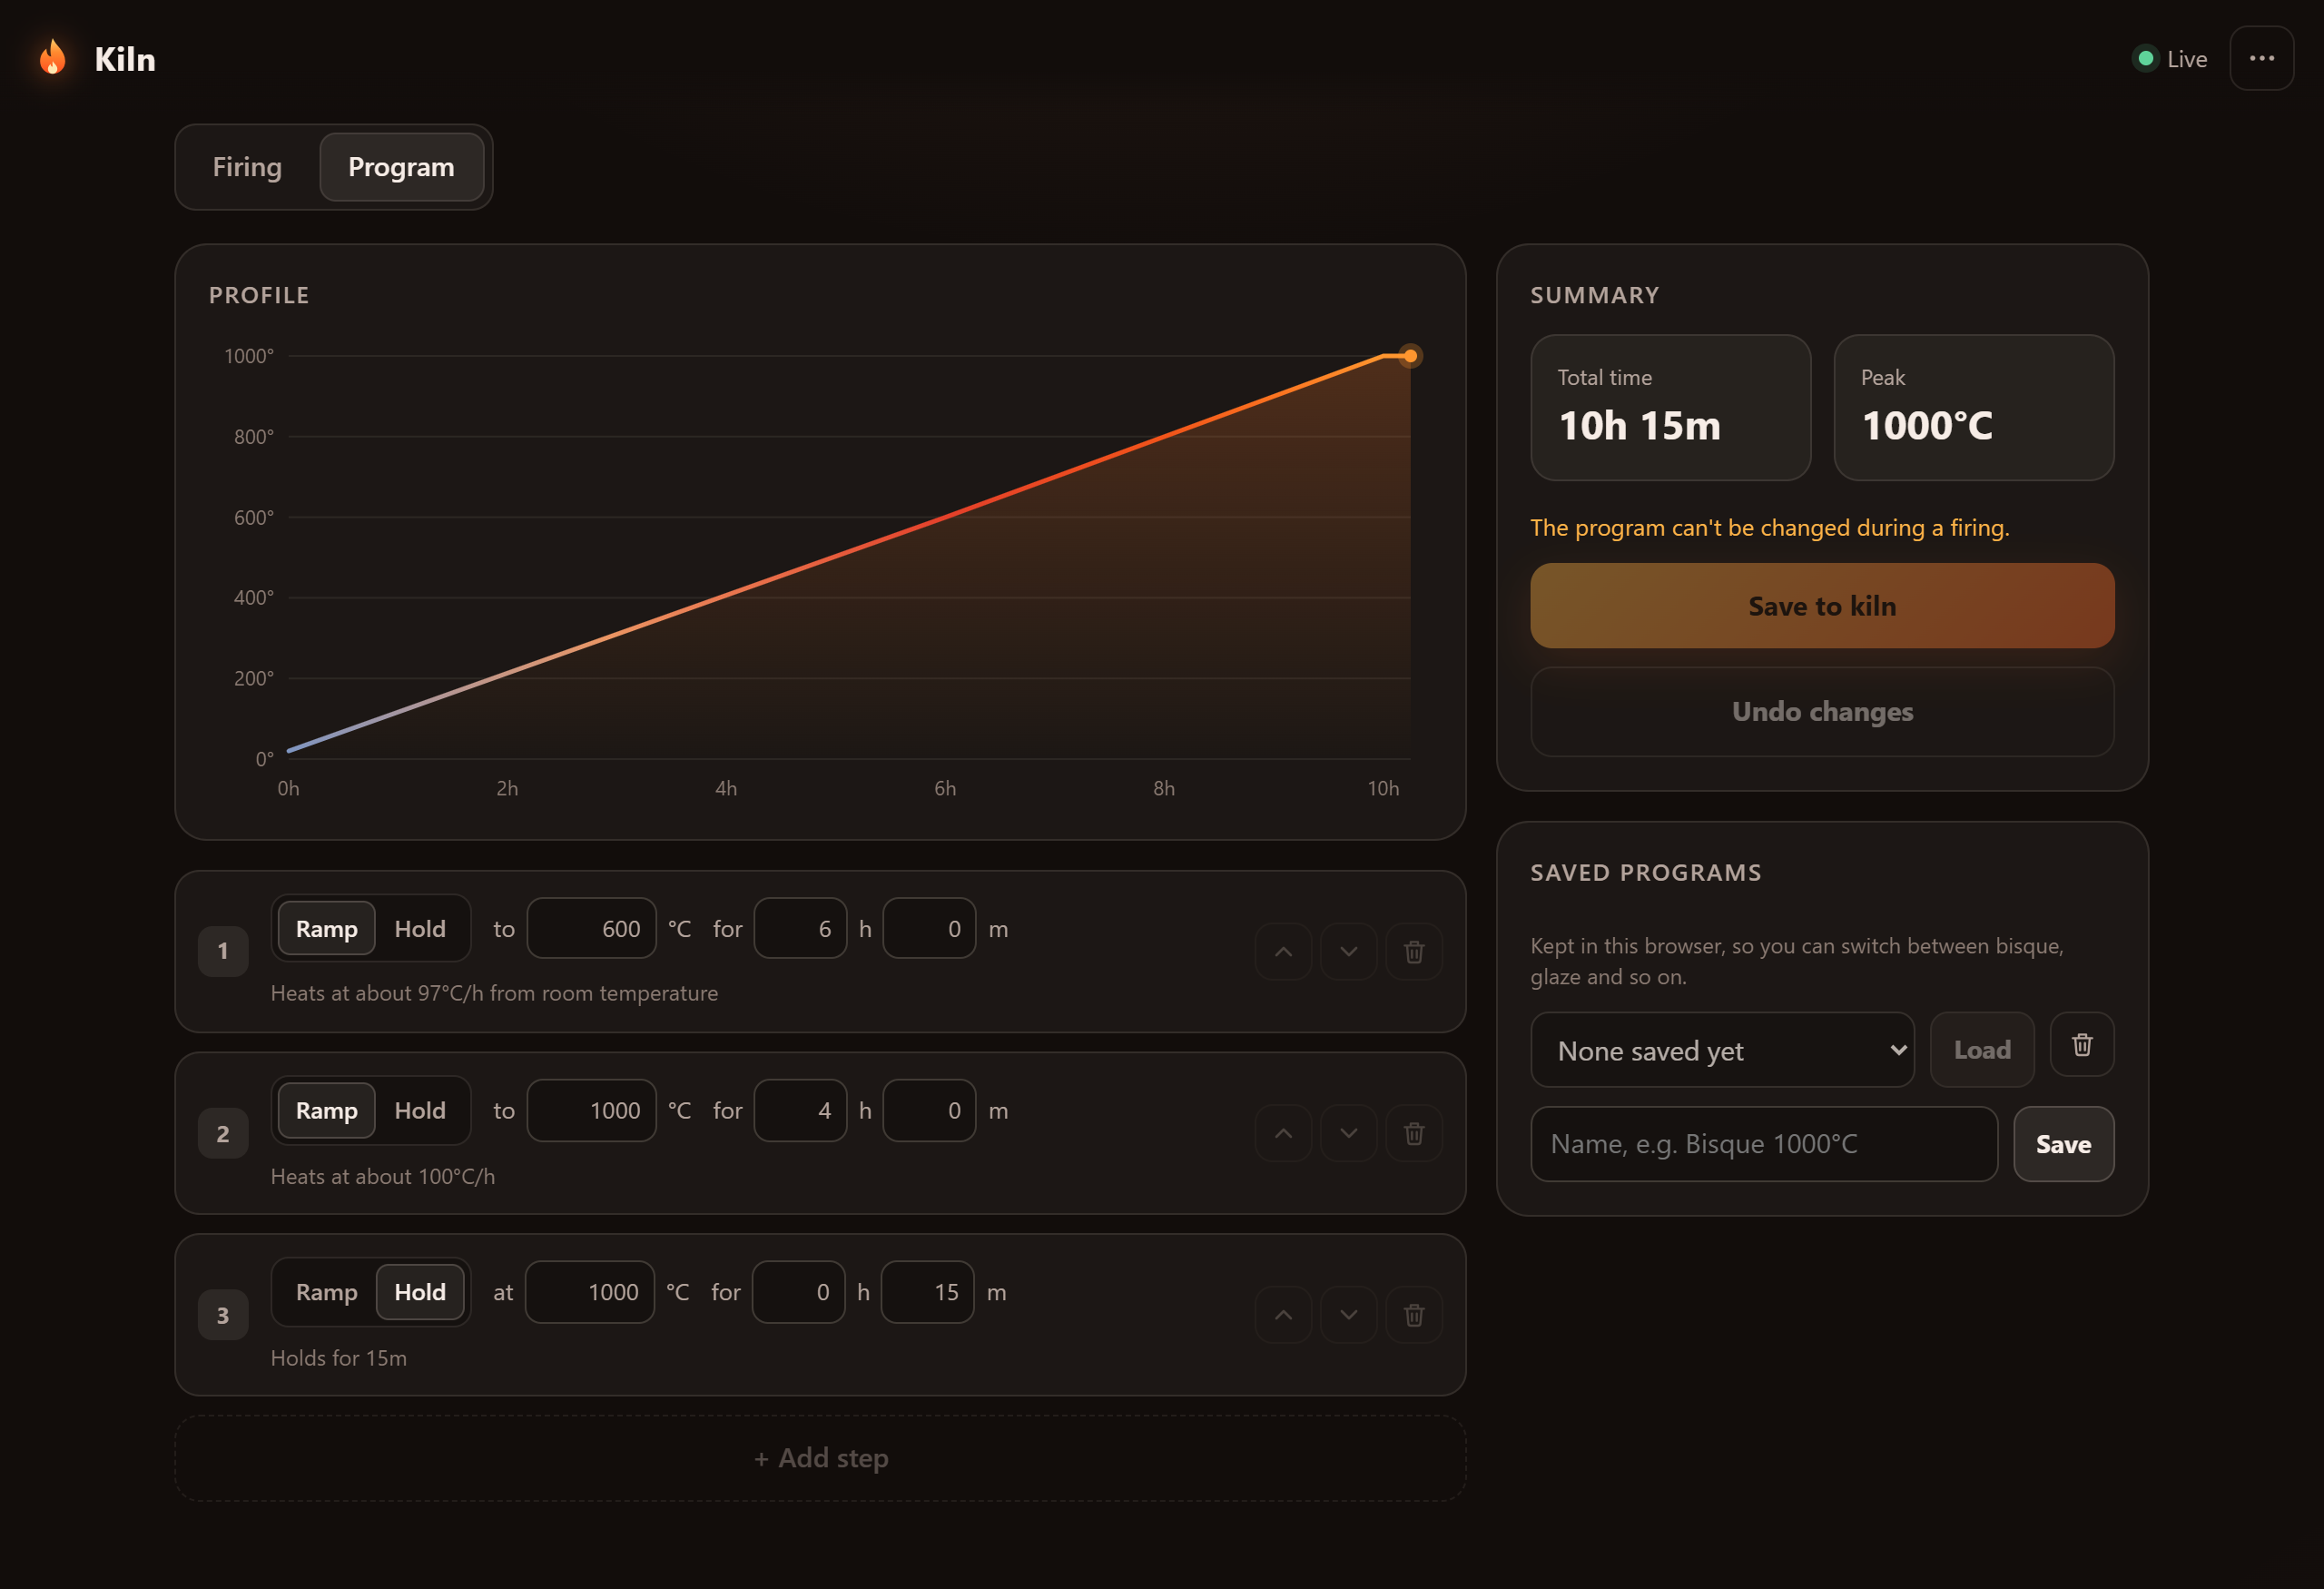 Kiln
Live
Firing
Program
PROFILE
1000°
800°
600°
400°
200°
0°
0h 2h 4h 6h 8h 10h
1 Ramp Hold to 600 °C for 6 h 0 m
Heats at about 97°C/h from room temperature
2 Ramp Hold to 1000 °C for 4 h 0 m
Heats at about 100°C/h
3 Ramp Hold at 1000 °C for 0 h 15 m
Holds for 15m
+ Add step
SUMMARY
Total time
10h 15m
Peak
1000°C
The program can't be changed during a firing.
Save to kiln
Undo changes
SAVED PROGRAMS
Kept in this browser, so you can switch between bisque,
glaze and so on.
None saved yet
Load
Name, e.g. Bisque 1000°C
Save